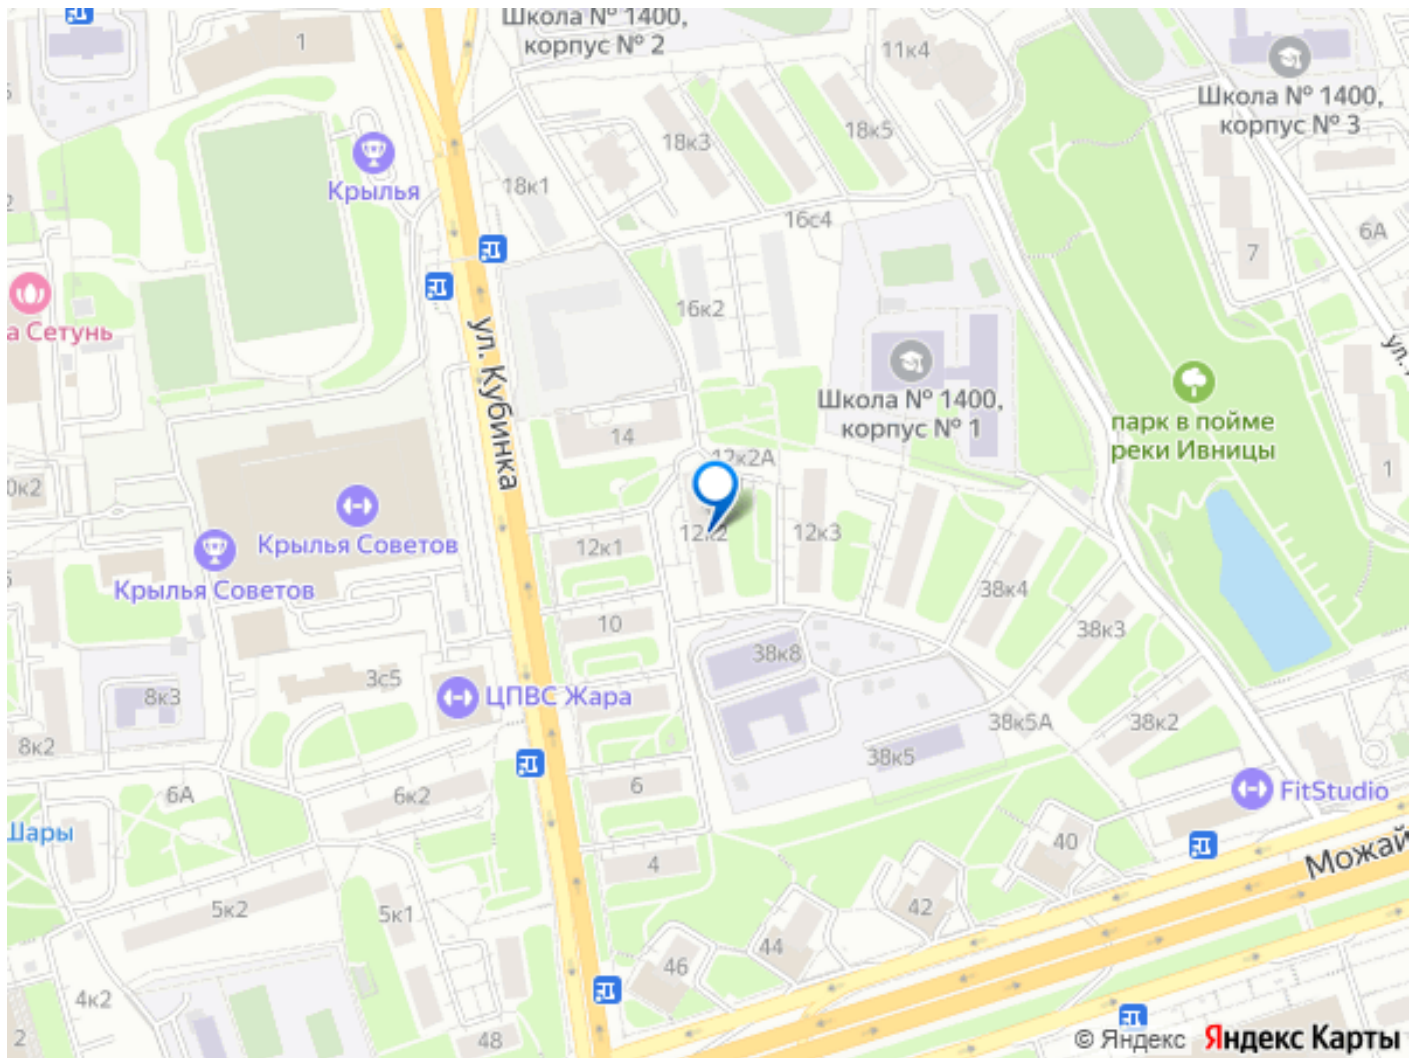 Школа № 1400,
корпус № 2
1
11к4
Школа № 1400,
корпус № 3
18к3
18к5
Крылья
18к1
16с4
6А
7
а Сетунь
16к2
ул. Кубинка
ул.
Школа № 1400,
корпус № 1
парк в пойме
реки Ивницы
14
12к2А
1
0к2
Крылья Советов
12к1
12к2
12к3
Крылья Советов
38к4
10
38к3
38к8
3с5
8к3
ЦПВС Жара
38к5А
38к2
8к2
38к5
6А
6к2
6
FitStudio
Шары
40
Можай
4
5к2
5к1
42
44
46
4к2
2
48
© Яндекс Яндекс Карты